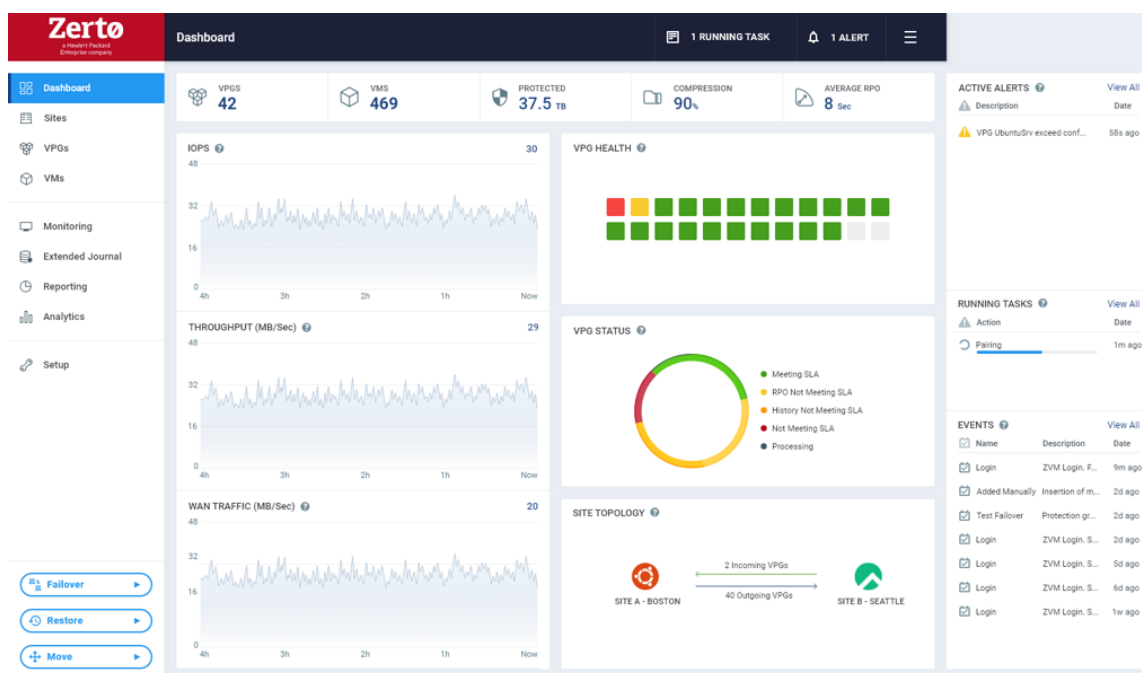 Zertø
a Hewlett Packard
Enterprise company
Dashboard
1 RUNNING TASK
1 ALERT
Dashboard
Sites
VPGs
VMs
Monitoring
Extended Journal
Reporting
Analytics
Setup
Failover
Restore
Move
VPGS
42
VMS
469
PROTECTED
37.5 TB
COMPRESSION
90%
AVERAGE RPO
8 Sec
IOPS ? 30
48
32
16
0
4h 3h 2h 1h Now
THROUGHPUT (MB/Sec) ? 29
48
32
16
0
4h 3h 2h 1h Now
WAN TRAFFIC (MB/Sec) ? 20
48
32
16
0
4h 3h 2h 1h Now
VPG HEALTH ?
VPG STATUS ?
Meeting SLA
RPO Not Meeting SLA
History Not Meeting SLA
Not Meeting SLA
Processing
SITE TOPOLOGY ?
2 Incoming VPGs
40 Outgoing VPGs
SITE A - BOSTON
SITE B - SEATTLE
ACTIVE ALERTS ? View All
Description Date
VPG UbuntuSrv exceed conf... 58s ago
RUNNING TASKS ? View All
Action Date
Pairing 1m ago
EVENTS ? View All
Name Description Date
Login ZVM Login. F... 9m ago
Added Manually Insertion of m... 2d ago
Test Failover Protection gr... 2d ago
Login ZVM Login. S... 2d ago
Login ZVM Login. S... 5d ago
Login ZVM Login. S... 6d ago
Login ZVM Login. S... 1w ago